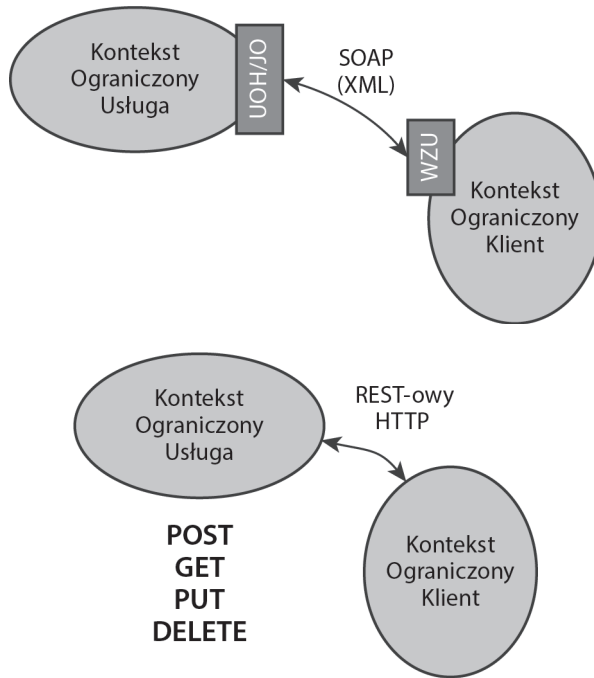 Kontekst
Ograniczony
Usługa
UOH/JO
SOAP
(XML)
WZU
Kontekst
Ograniczony
Klient
Kontekst
Ograniczony
Usługa
REST-owy
HTTP
POST
GET
PUT
DELETE
Kontekst
Ograniczony
Klient